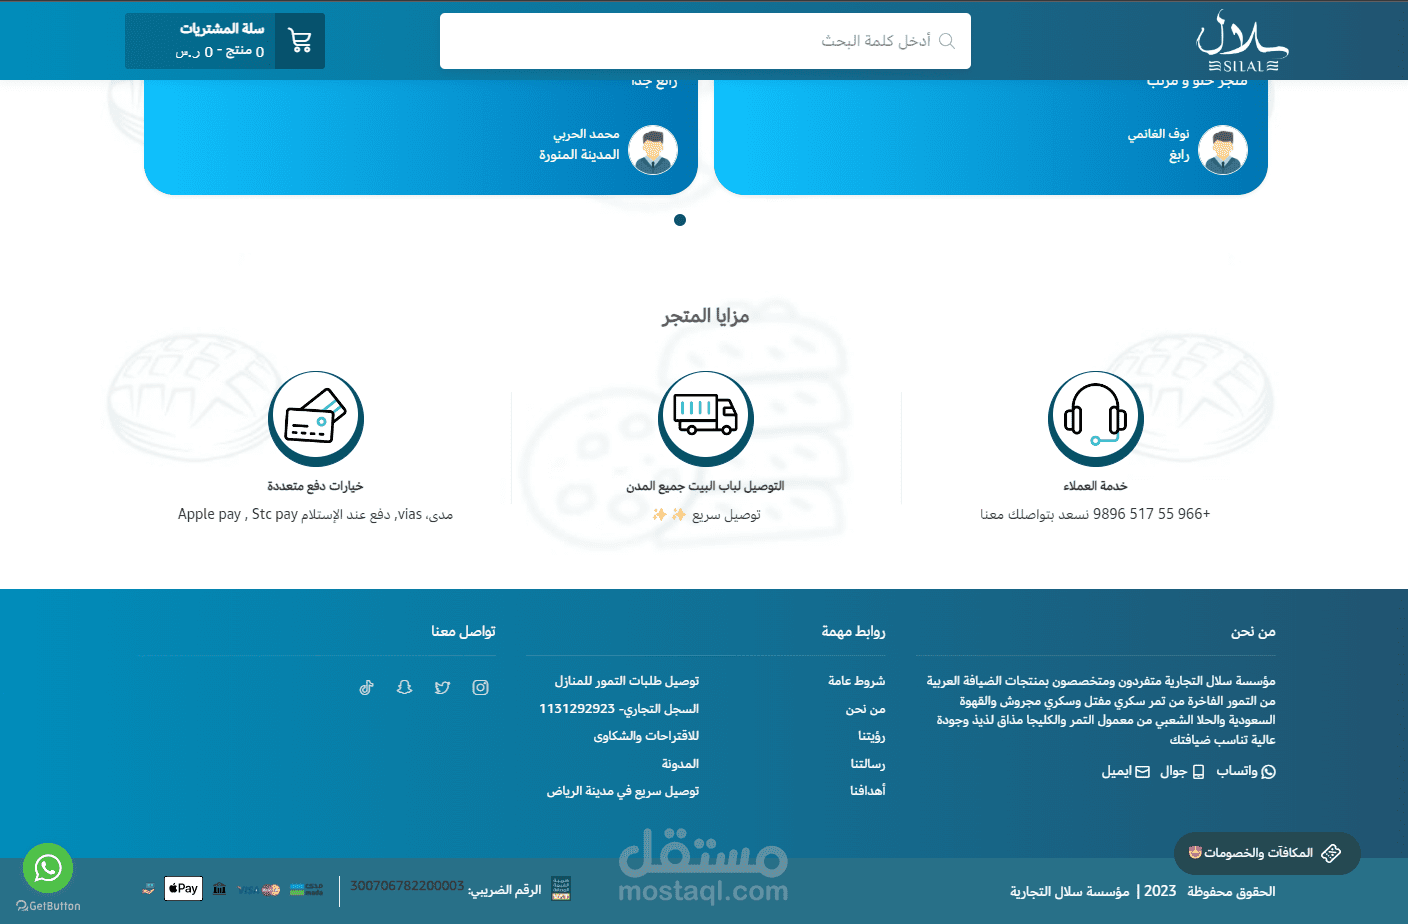 سلال
SILAL
أدخل كلمة البحث
سلة المشتريات
0 منتج - 0 ر.س
متجر حلو و مرتب
نوف الغانمي
رابغ
رائع جدا
محمد الحربي
المدينة المنورة
مزايا المتجر
خدمة العملاء
+966 55 517 9896 نسعد بتواصلك معنا
التوصيل لباب البيت جميع المدن
توصيل سريع ✨ ✨
خيارات دفع متعددة
مدى، vias, دفع عند الإستلام Apple pay , Stc pay
من نحن
مؤسسة سلال التجارية متفردون ومتخصصون بمنتجات الضيافة العربية
من التمور الفاخرة من تمر سكري مفتل وسكري مجروش والقهوة
السعودية والحلا الشعبي من معمول التمر والكليجا مذاق لذيذ وجودة
عالية تناسب ضيافتك
واتساب
جوال
ايميل
روابط مهمة
شروط عامة
من نحن
رؤيتنا
رسالتنا
أهدافنا
توصيل طلبات التمور للمنازل
السجل التجاري- 1131292923
للاقتراحات والشكاوى
المدونة
توصيل سريع في مدينة الرياض
تواصل معنا
المكافآت والخصومات
الحقوق محفوظة 2023 | مؤسسة سلال التجارية
الرقم الضريبي: 300706782200003
Pay
VISA
GetButton
مستقل
mostaql.com